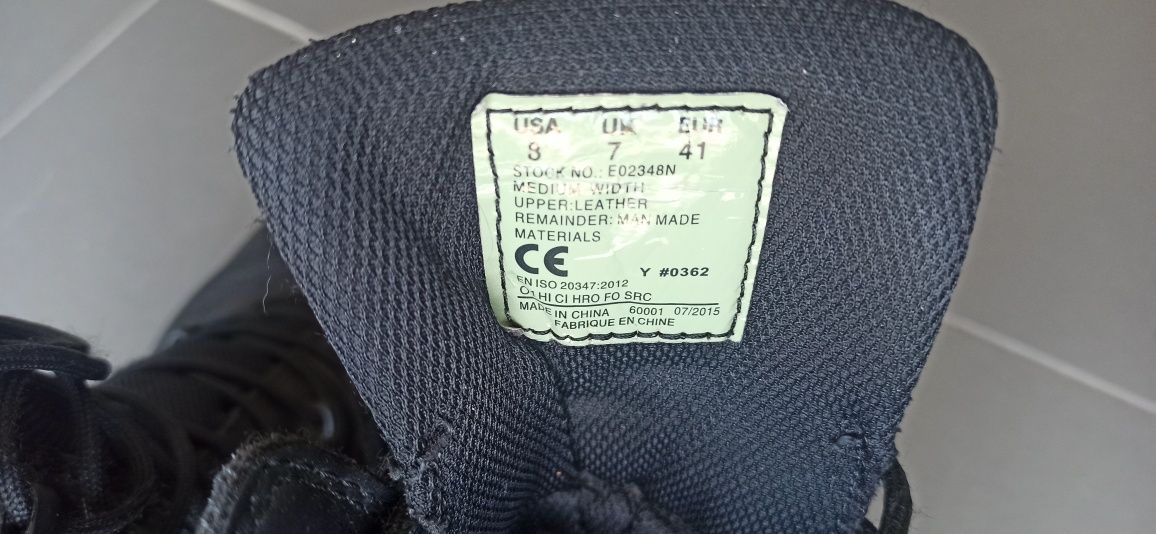 USA UK EUR
8 7 41
STOCK NO.: E02348N
MEDIUM WIDTH
UPPER:LEATHER
REMAINDER: MAN MADE
MATERIALS
CE Y #0362
EN ISO 20347:2012
O1 HI CI HRO FO SRC
MADE IN CHINA 60001 07/2015
FABRIQUE EN CHINE